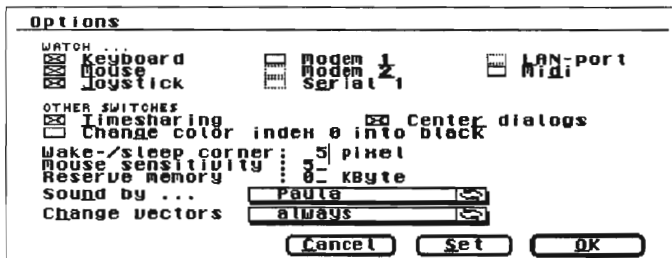 Options
WATCH ...
Keyboard Modem 1 LAN-port
Mouse Modem 2 Midi
Joystick Serial 1
OTHER SWITCHES
Timesharing Center dialogs
Change color index 0 into black
Wake-/sleep corner: 5 pixel
Mouse sensitivity : 5_
Reserve memory : 0_ KByte
Sound by ... Paula
Change vectors always
Cancel Set OK